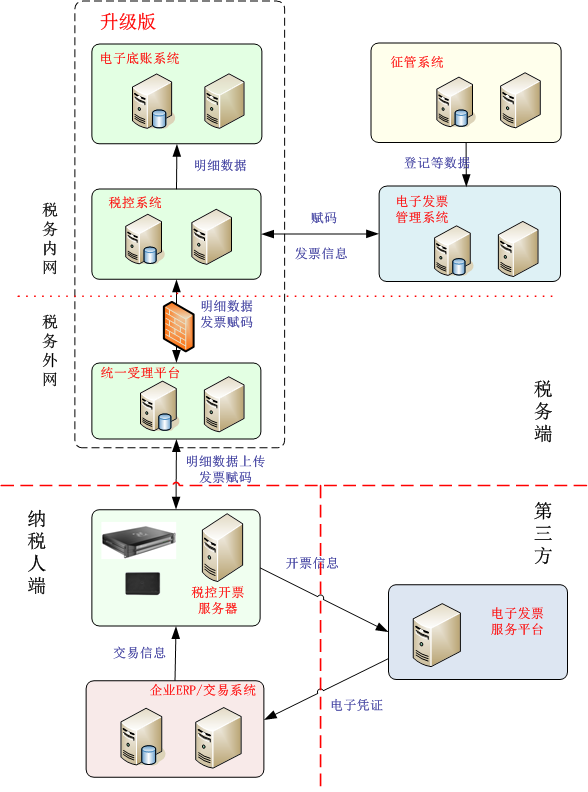 升级版
电子底账系统
征管系统
明细数据
登记等数据
税控系统
电子发票
管理系统
赋码
发票信息
税务内网
明细数据
发票赋码
税务外网
统一受理平台
税务端
明细数据上传
发票赋码
纳税人端
第三方
税控开票
服务器
开票信息
电子发票
服务平台
交易信息
企业ERP/交易系统
电子凭证